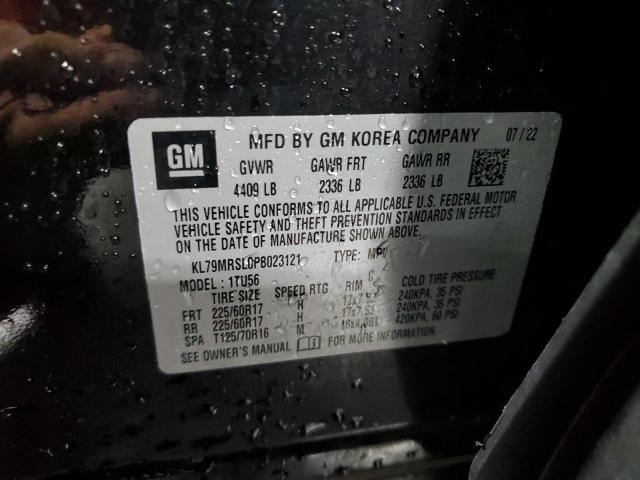 GM
MFD BY GM KOREA COMPANY 07/22
GVWR GAWR FRT GAWR RR
4409 LB 2336 LB 2336 LB
THIS VEHICLE CONFORMS TO ALL APPLICABLE U.S. FEDERAL MOTOR
VEHICLE SAFETY AND THEFT PREVENTION STANDARDS IN EFFECT
ON THE DATE OF MANUFACTURE SHOWN ABOVE.
KL79MRSL0PB023121 TYPE: MPV
MODEL: 1TU56
TIRE SIZE SPEED RTG COLD TIRE PRESSURE
FRT 225/60R17 H 240KPA, 35 PSI
RR 225/60R17 H 240KPA, 35 PSI
SPA T125/70R16 M 420KPA, 60 PSI
SEE OWNER'S MANUAL FOR MORE INFORMATION